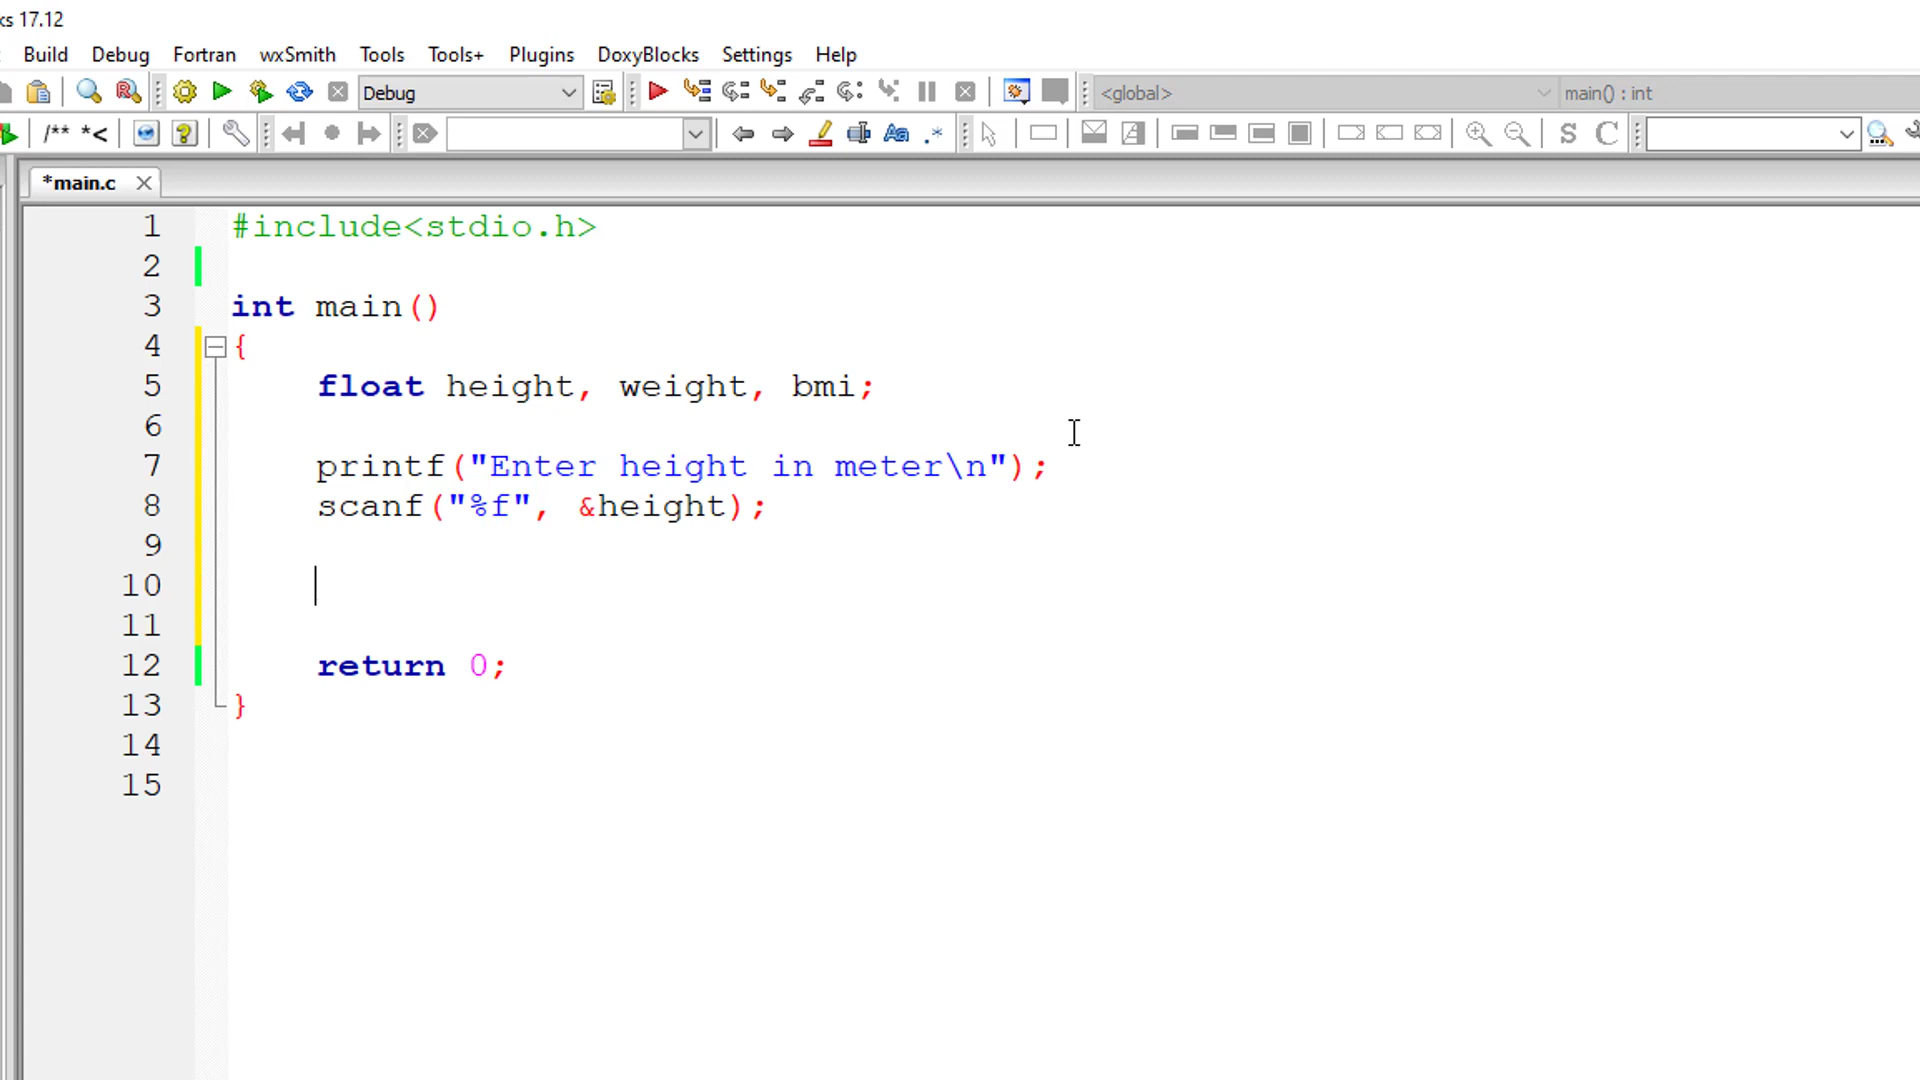 ks 17.12
Build Debug Fortran wxSmith Tools Tools+ Plugins DoxyBlocks Settings Help
Debug <global> main() : int
/** *< Aa .* S C
*main.c
1 #include<stdio.h>
2
3 int main()
4 {
5 float height, weight, bmi;
6
7 printf("Enter height in meter\n");
8 scanf("%f", &height);
9
10
11
12 return 0;
13 }
14
15